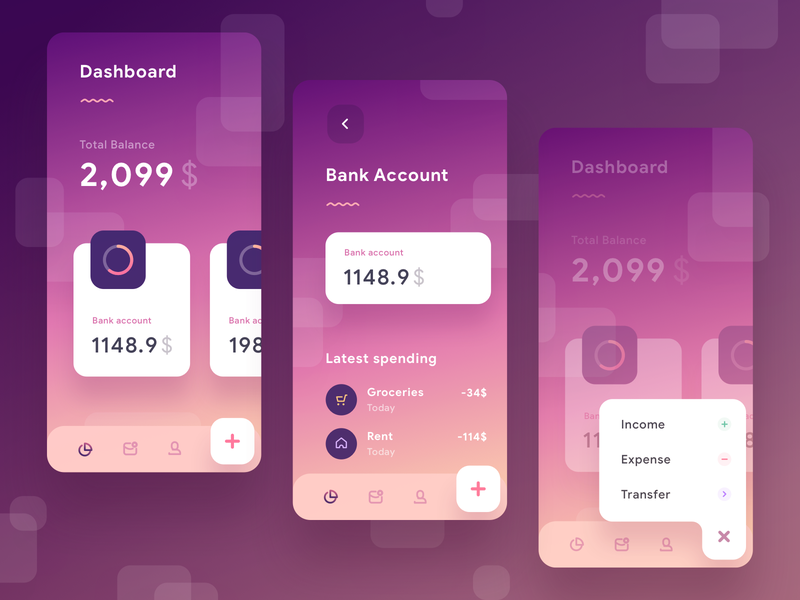 Dashboard
Total Balance
2,099 $
Bank account
1148.9 $
Bank ac
198
Bank Account
Bank account
1148.9 $
Latest spending
Groceries
-34$
Today
Rent
-114$
Today
Dashboard
Total Balance
2,099 $
Ban
11
Income
Expense
Transfer